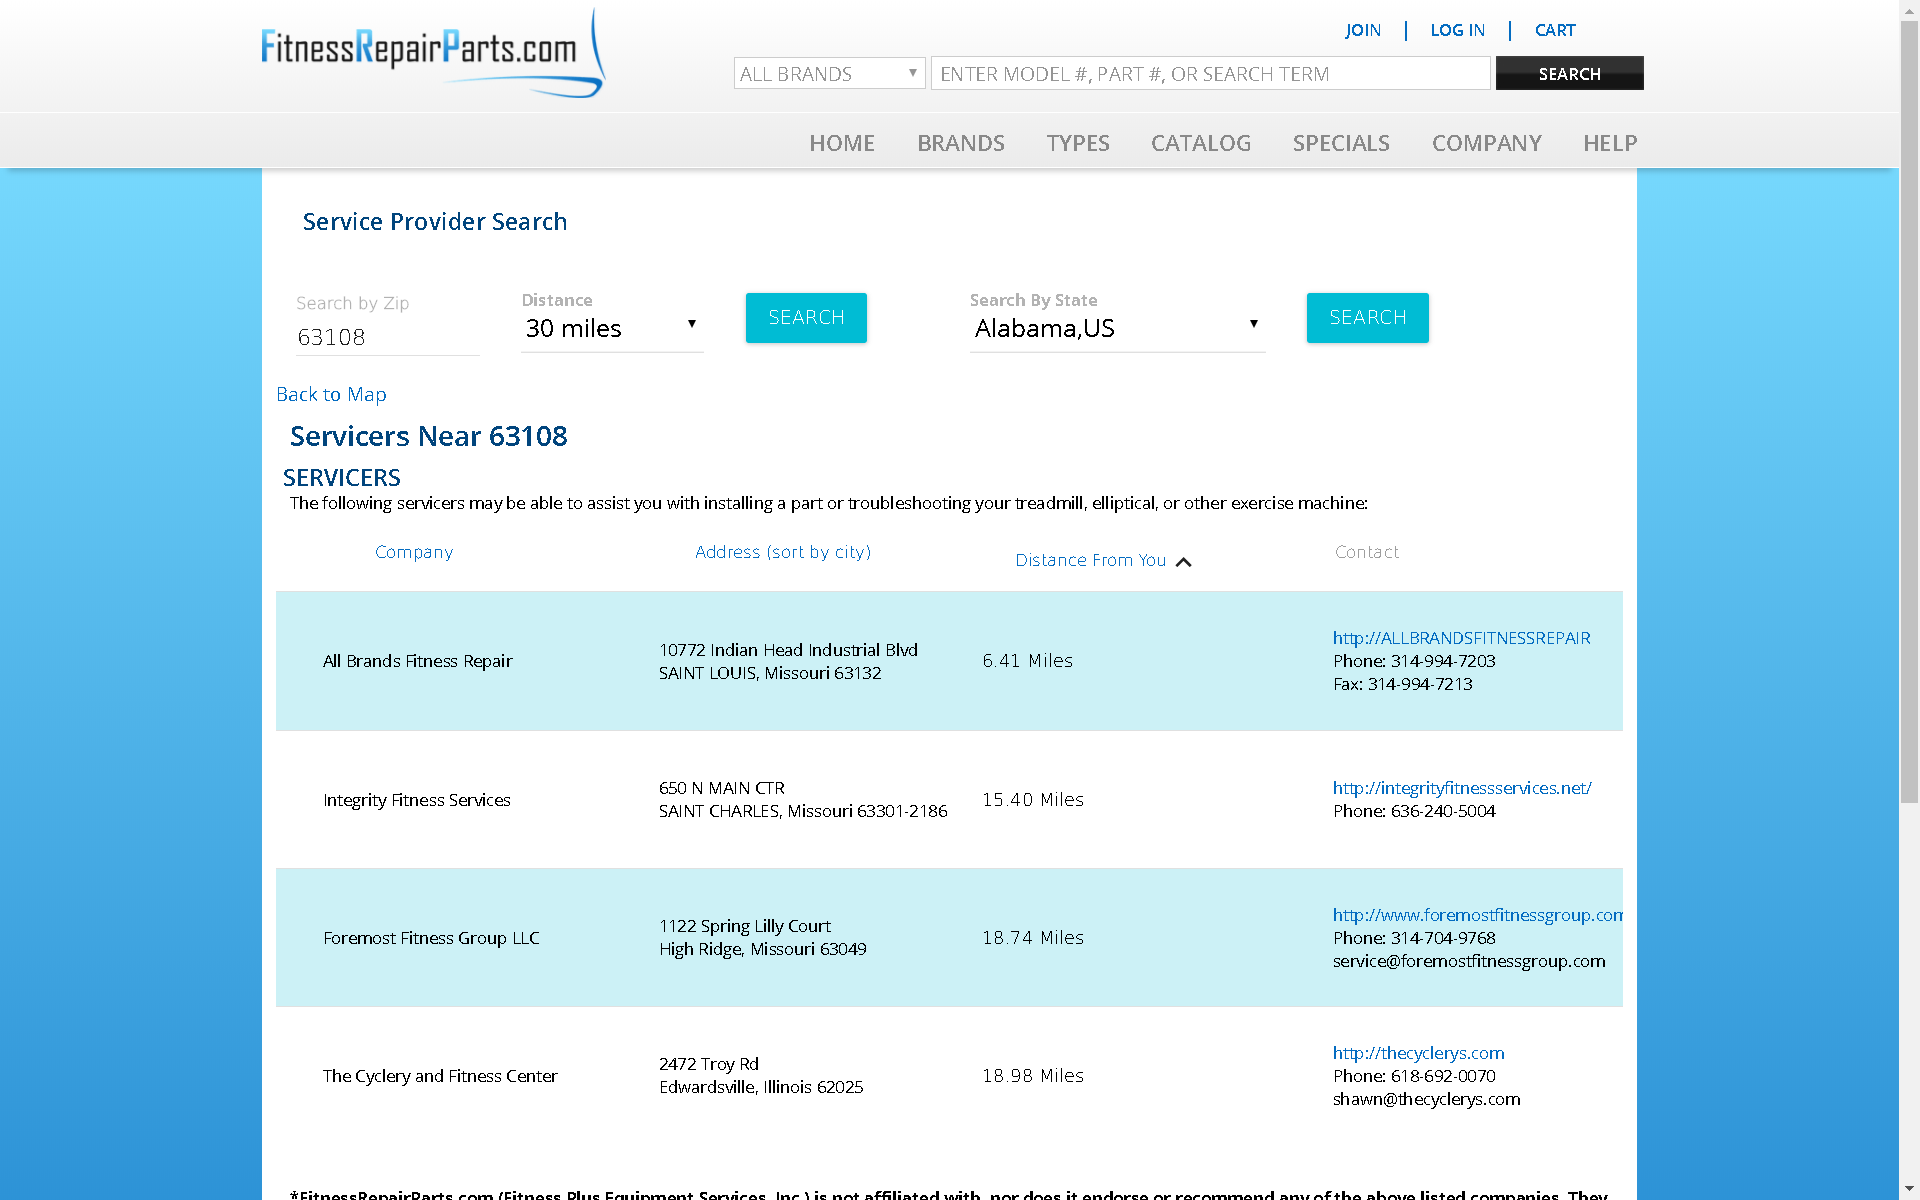 FitnessRepairParts.com
JOIN | LOG IN | CART
ALL BRANDS ▼ ENTER MODEL #, PART #, OR SEARCH TERM SEARCH
HOME BRANDS TYPES CATALOG SPECIALS COMPANY HELP
Service Provider Search
Search by Zip Distance Search By State
63108 30 miles ▼ SEARCH Alabama,US ▼ SEARCH
Back to Map
Servicers Near 63108
SERVICERS
The following servicers may be able to assist you with installing a part or troubleshooting your treadmill, elliptical, or other exercise machine:
Company Address (sort by city) Distance From You Contact
All Brands Fitness Repair
10772 Indian Head Industrial Blvd
SAINT LOUIS, Missouri 63132
6.41 Miles
http://ALLBRANDSFITNESSREPAIR
Phone: 314-994-7203
Fax: 314-994-7213
Integrity Fitness Services
650 N MAIN CTR
SAINT CHARLES, Missouri 63301-2186
15.40 Miles
http://integrityfitnessservices.net/
Phone: 636-240-5004
Foremost Fitness Group LLC
1122 Spring Lilly Court
High Ridge, Missouri 63049
18.74 Miles
http://www.foremostfitnessgroup.com
Phone: 314-704-9768
service@foremostfitnessgroup.com
The Cyclery and Fitness Center
2472 Troy Rd
Edwardsville, Illinois 62025
18.98 Miles
http://thecyclerys.com
Phone: 618-692-0070
shawn@thecyclerys.com
*FitnessRepairParts.com (Fitness Plus Equipment Services, Inc.) is not affiliated with, nor does it endorse or recommend any of the above listed companies. They